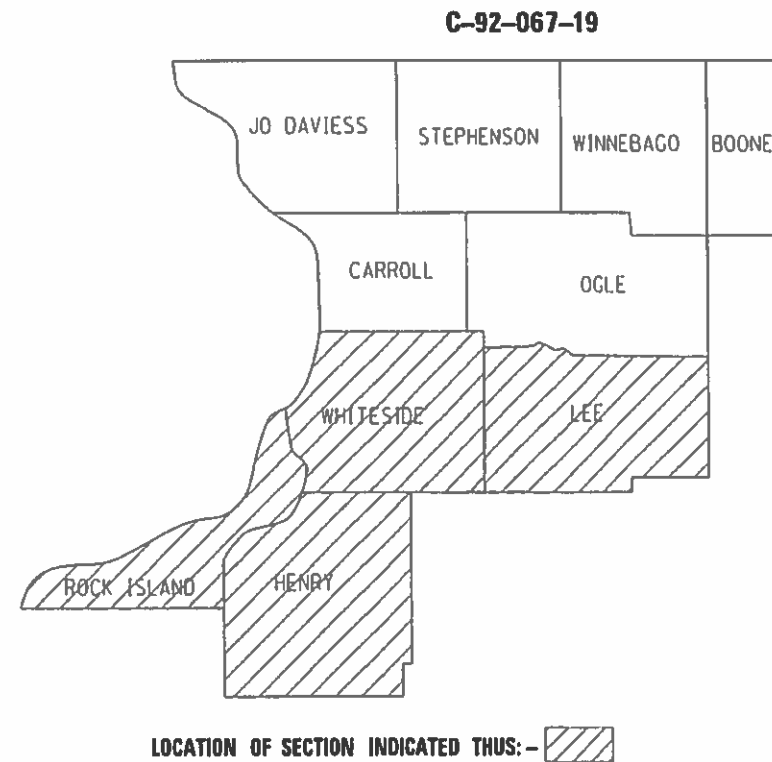 C-92-067-19
JO DAVIESS
STEPHENSON
WINNEBAGO
BOONE
CARROLL
OGLE
WHITESIDE
LEE
ROCK ISLAND
HENRY
LOCATION OF SECTION INDICATED THUS: -